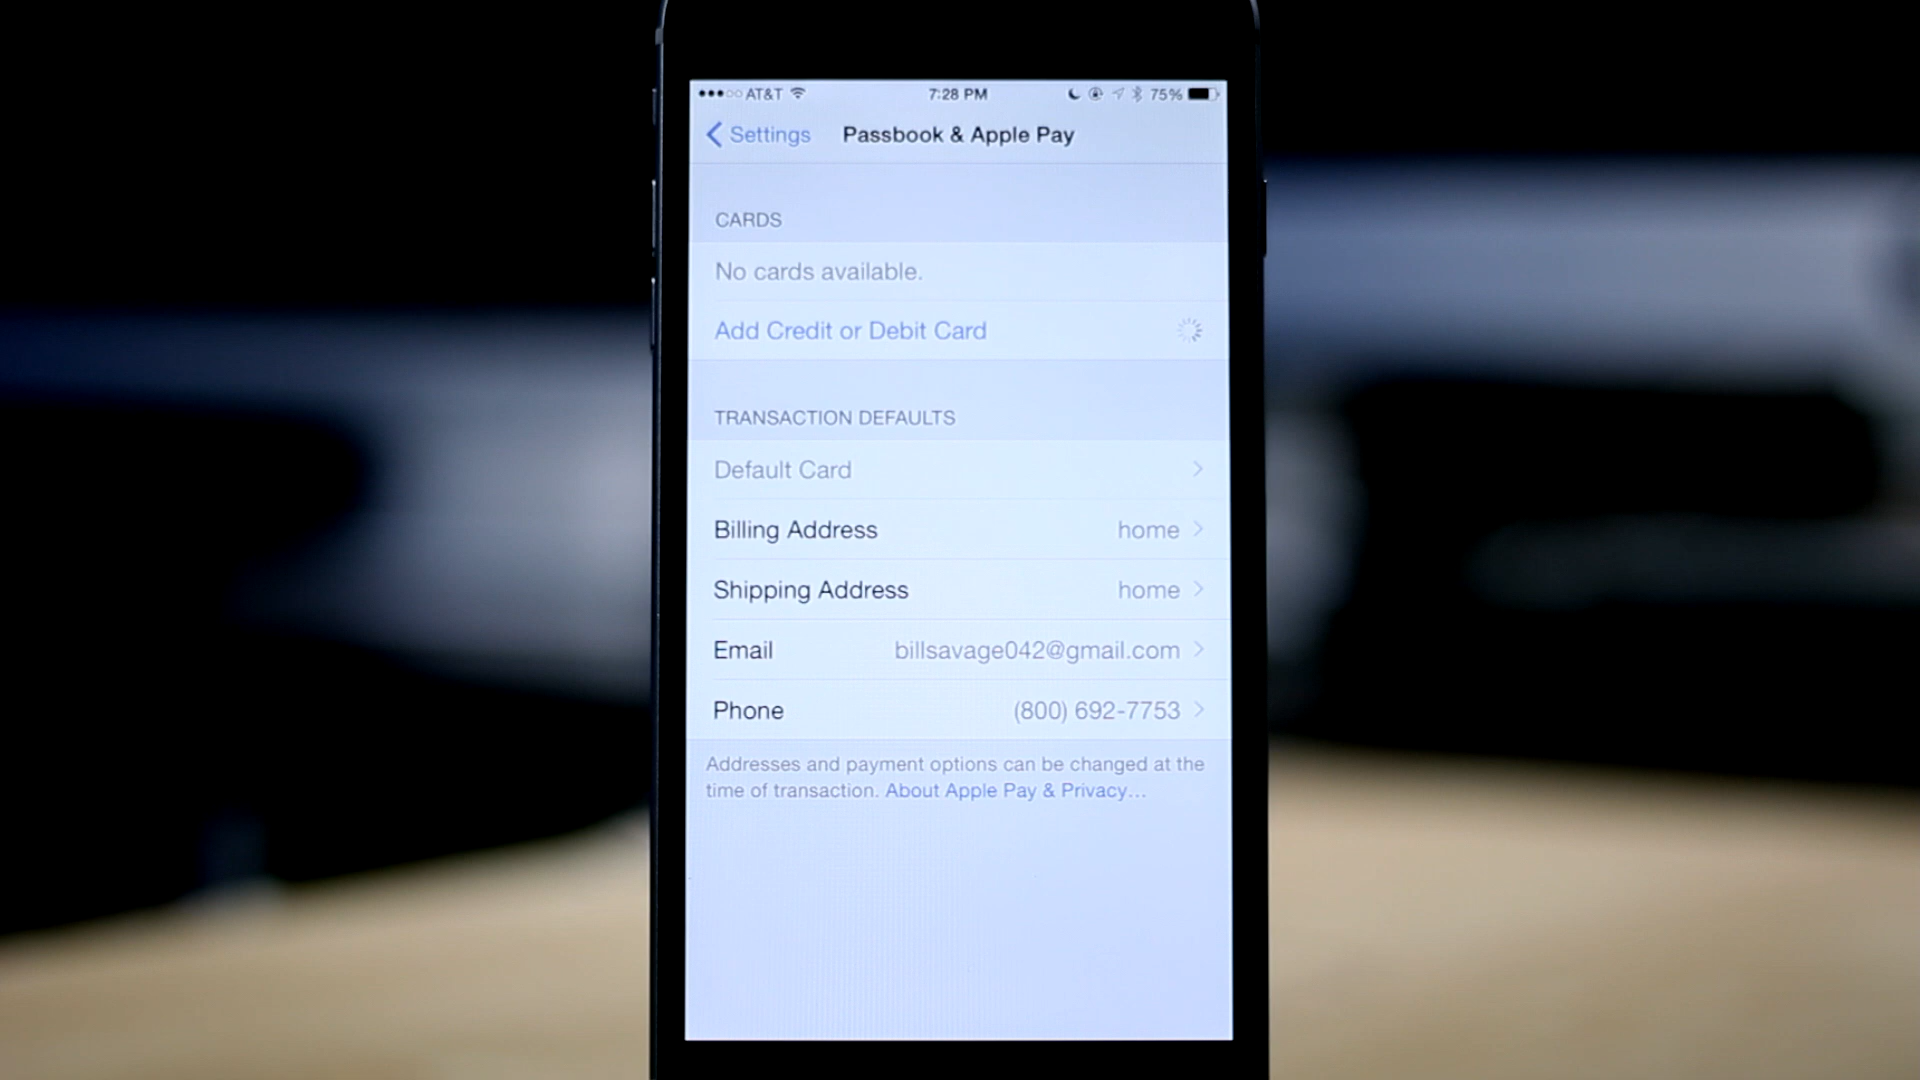 AT&T 7:28 PM 75%
Settings Passbook & Apple Pay
CARDS
No cards available.
Add Credit or Debit Card
TRANSACTION DEFAULTS
Default Card
Billing Address home
Shipping Address home
Email billsavage042@gmail.com
Phone (800) 692-7753
Addresses and payment options can be changed at the
time of transaction. About Apple Pay & Privacy...